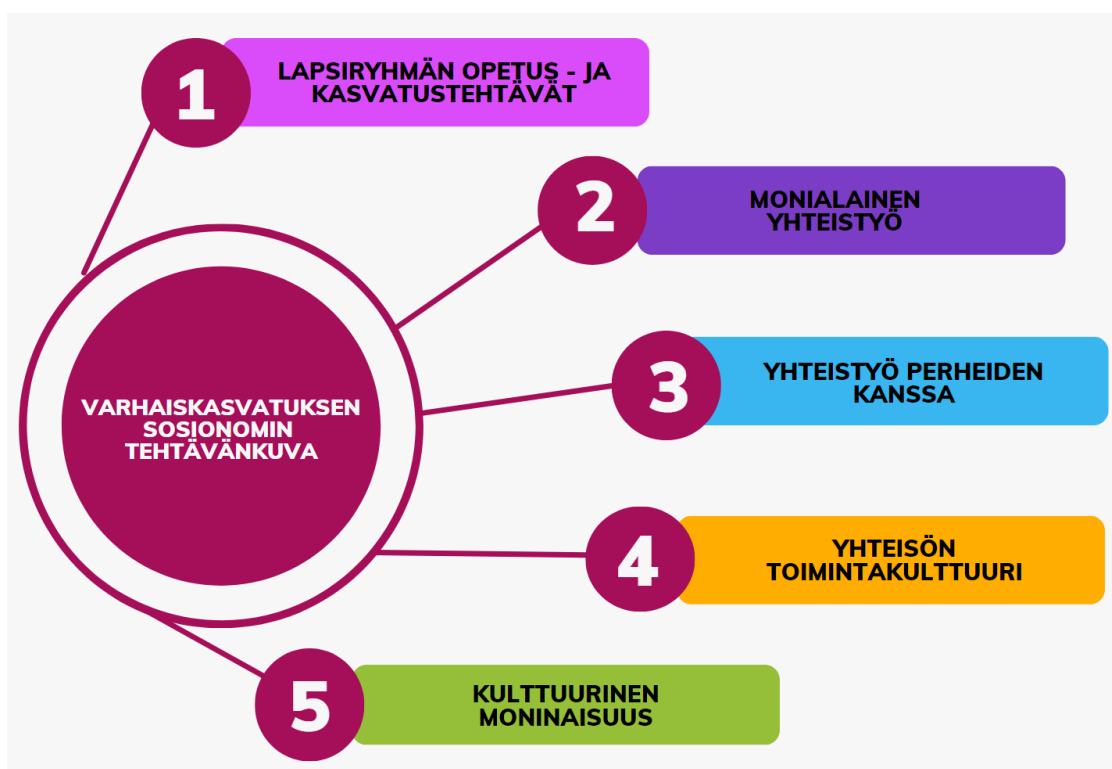 1
LAPSIRYHMÄN OPETUS - JA
KASVATUSTEHTÄVÄT
2
MONIALAINEN
YHTEISTYÖ
3
YHTEISTYÖ PERHEIDEN
KANSSA
VARHAISKASVATUKSEN
SOSIONOMIN
TEHTÄVÄNKUVA
4
YHTEISÖN
TOIMINTAKULTTUURI
5
KULTTUURINEN
MONINAISUUS